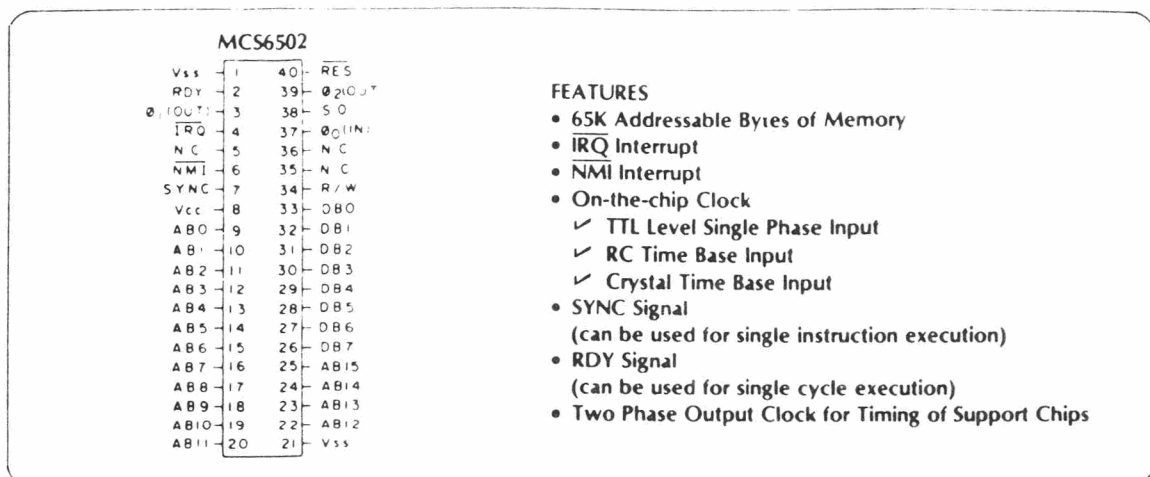 MCS6502
Vss 1 40 R̅E̅S̅
RDY 2 39 Ø2(OUT
Ø1(OUT) 3 38 S O
I̅R̅Q̅ 4 37 Ø0(IN)
N C 5 36 N C
N̅M̅I̅ 6 35 N C
SYNC 7 34 R/W
Vcc 8 33 DB0
AB0 9 32 DB1
AB1 10 31 DB2
AB2 11 30 DB3
AB3 12 29 DB4
AB4 13 28 DB5
AB5 14 27 DB6
AB6 15 26 DB7
AB7 16 25 AB15
AB8 17 24 AB14
AB9 18 23 AB13
AB10 19 22 AB12
AB11 20 21 Vss
FEATURES
• 65K Addressable Bytes of Memory
• I̅R̅Q̅ Interrupt
• N̅M̅I̅ Interrupt
• On-the-chip Clock
✓ TTL Level Single Phase Input
✓ RC Time Base Input
✓ Crystal Time Base Input
• SYNC Signal
(can be used for single instruction execution)
• RDY Signal
(can be used for single cycle execution)
• Two Phase Output Clock for Timing of Support Chips